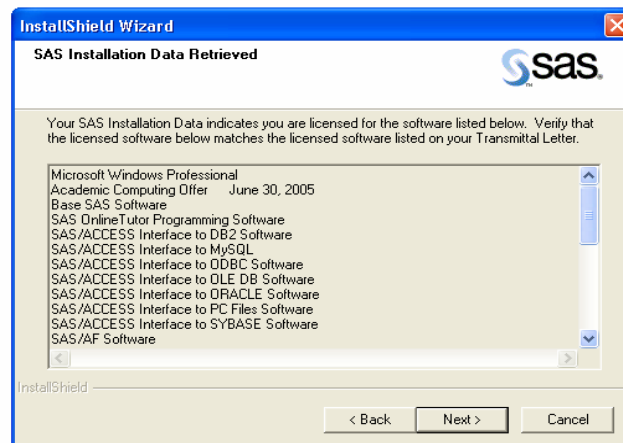 InstallShield Wizard
SAS Installation Data Retrieved
sas.
TM
Your SAS Installation Data indicates you are licensed for the software listed below. Verify that
the licensed software below matches the licensed software listed on your Transmittal Letter.
Microsoft Windows Professional
Academic Computing Offer June 30, 2005
Base SAS Software
SAS OnlineTutor Programming Software
SAS/ACCESS Interface to DB2 Software
SAS/ACCESS Interface to MySQL
SAS/ACCESS Interface to ODBC Software
SAS/ACCESS Interface to OLE DB Software
SAS/ACCESS Interface to ORACLE Software
SAS/ACCESS Interface to PC Files Software
SAS/ACCESS Interface to SYBASE Software
SAS/AF Software
InstallShield
< Back Next > Cancel